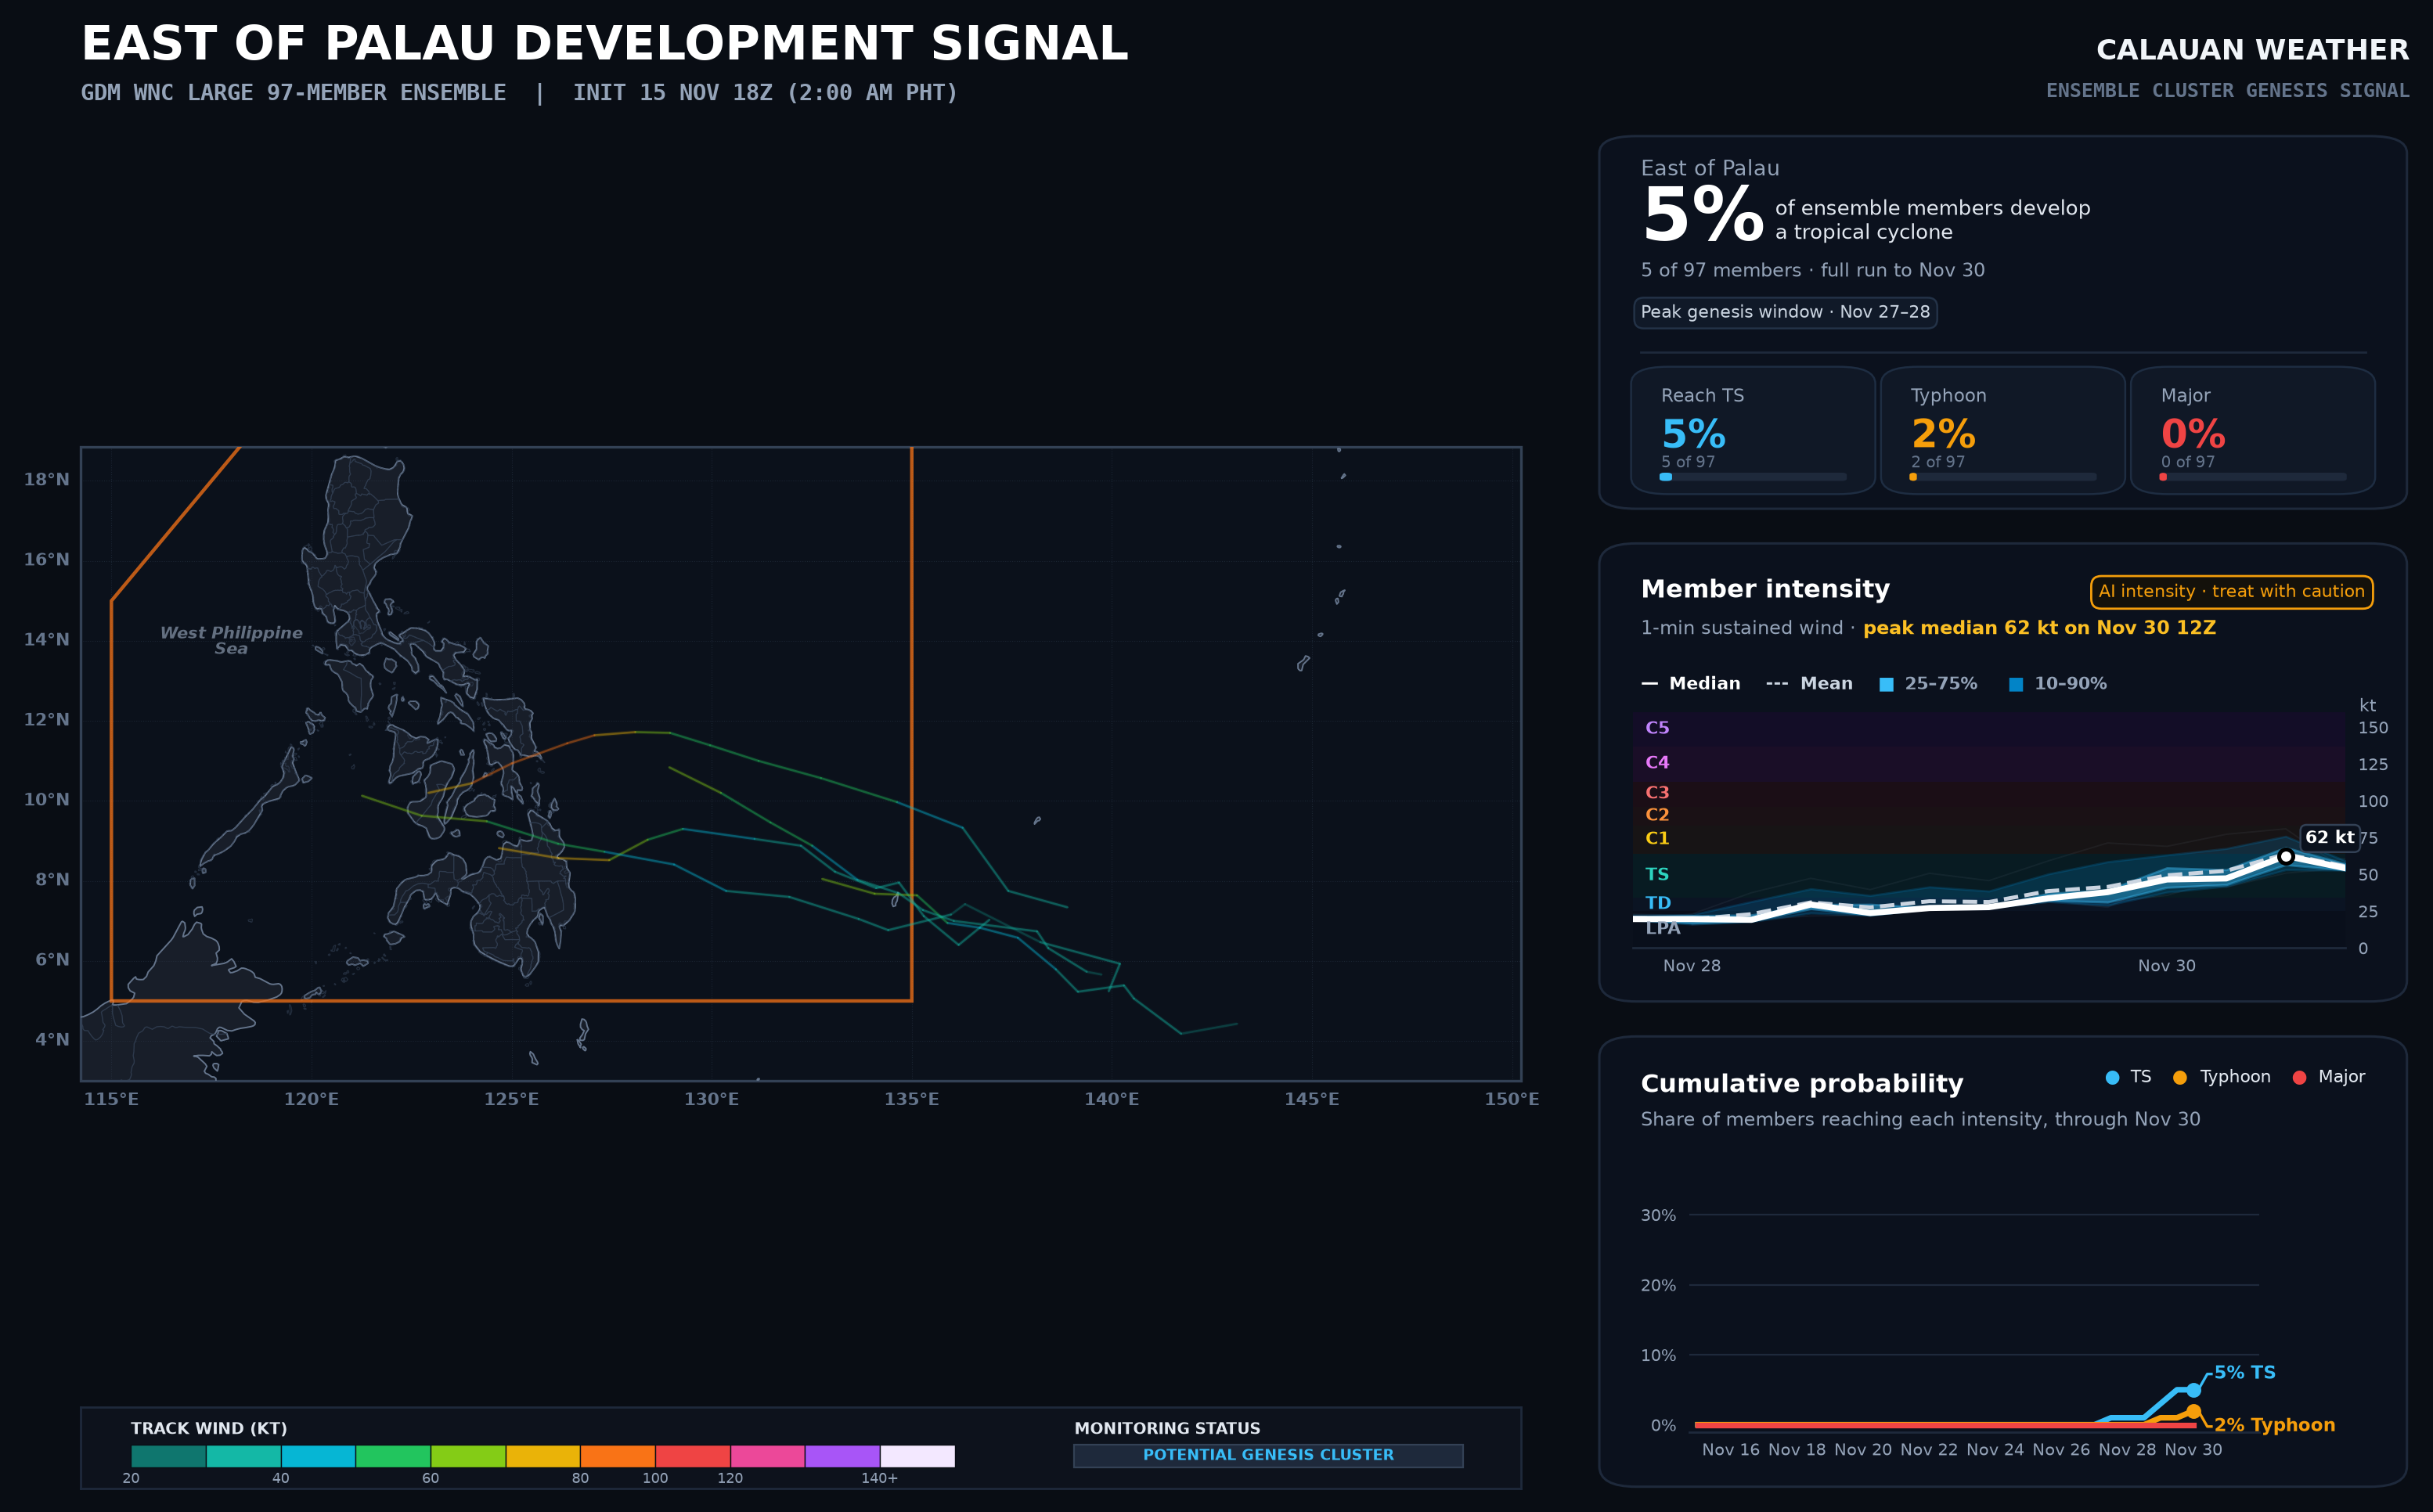 EAST OF PALAU DEVELOPMENT SIGNAL
GDM WNC LARGE 97-MEMBER ENSEMBLE | INIT 15 NOV 18Z (2:00 AM PHT)
CALAUAN WEATHER
ENSEMBLE CLUSTER GENESIS SIGNAL
18°N
16°N
14°N
12°N
10°N
8°N
6°N
4°N
West Philippine
Sea
115°E
120°E
125°E
130°E
135°E
140°E
145°E
150°E
TRACK WIND (KT)
20
40
60
80
100
120
140+
MONITORING STATUS
POTENTIAL GENESIS CLUSTER
East of Palau
5% of ensemble members develop
a tropical cyclone
5 of 97 members · full run to Nov 30
Peak genesis window · Nov 27–28
Reach TS
5%
5 of 97
Typhoon
2%
2 of 97
Major
0%
0 of 97
Member intensity
AI intensity · treat with caution
1-min sustained wind · peak median 62 kt on Nov 30 12Z
Median
Mean
25–75%
10–90%
kt
C5
C4
C3
C2
C1
TS
TD
LPA
150
125
100
75
50
25
0
62 kt
Nov 28
Nov 30
Cumulative probability
TS
Typhoon
Major
Share of members reaching each intensity, through Nov 30
30%
20%
10%
0%
5% TS
2% Typhoon
Nov 16
Nov 18
Nov 20
Nov 22
Nov 24
Nov 26
Nov 28
Nov 30